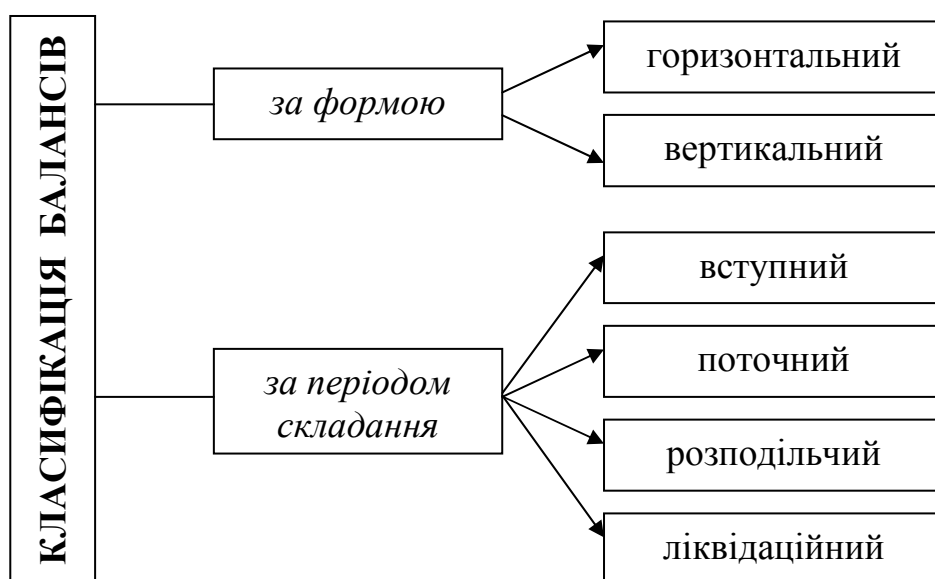 КЛАСИФІКАЦІЯ БАЛАНСІВ
за формою
горизонтальний
вертикальний
за періодом
складання
вступний
поточний
розподільчий
ліквідаційний